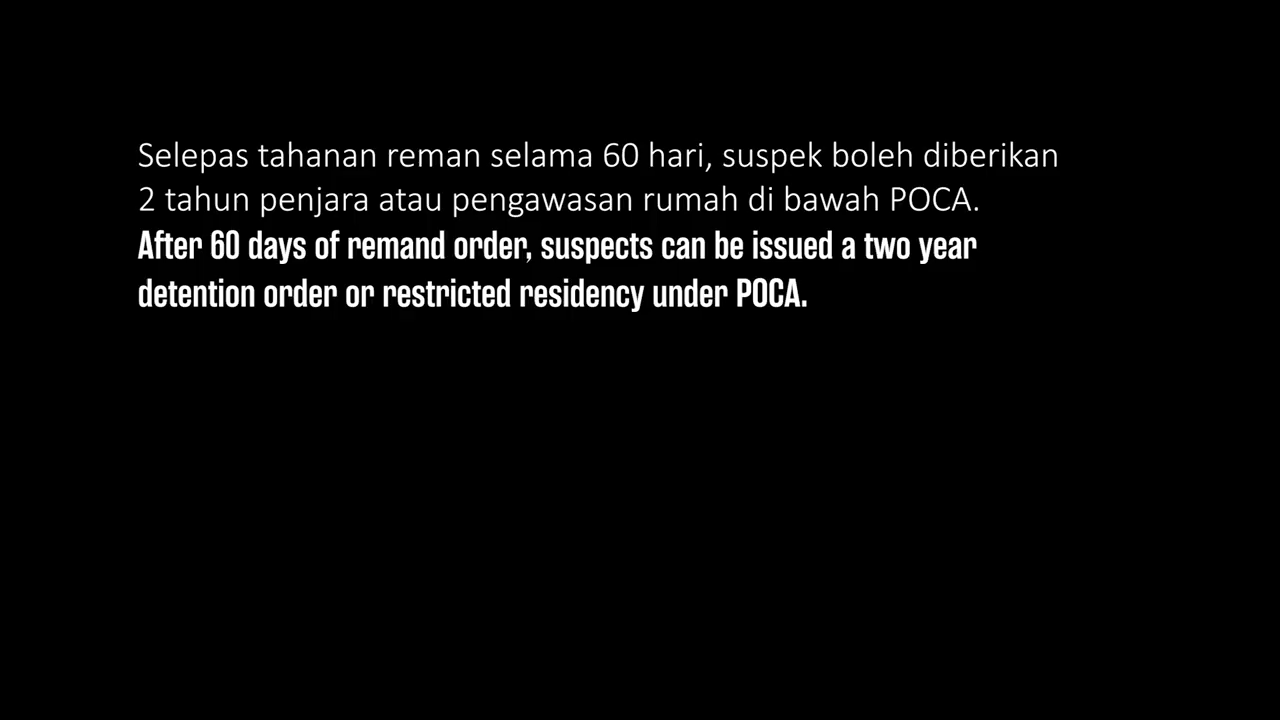 Selepas tahanan reman selama 60 hari, suspek boleh diberikan
2 tahun penjara atau pengawasan rumah di bawah POCA.
After 60 days of remand order, suspects can be issued a two year
detention order or restricted residency under POCA.